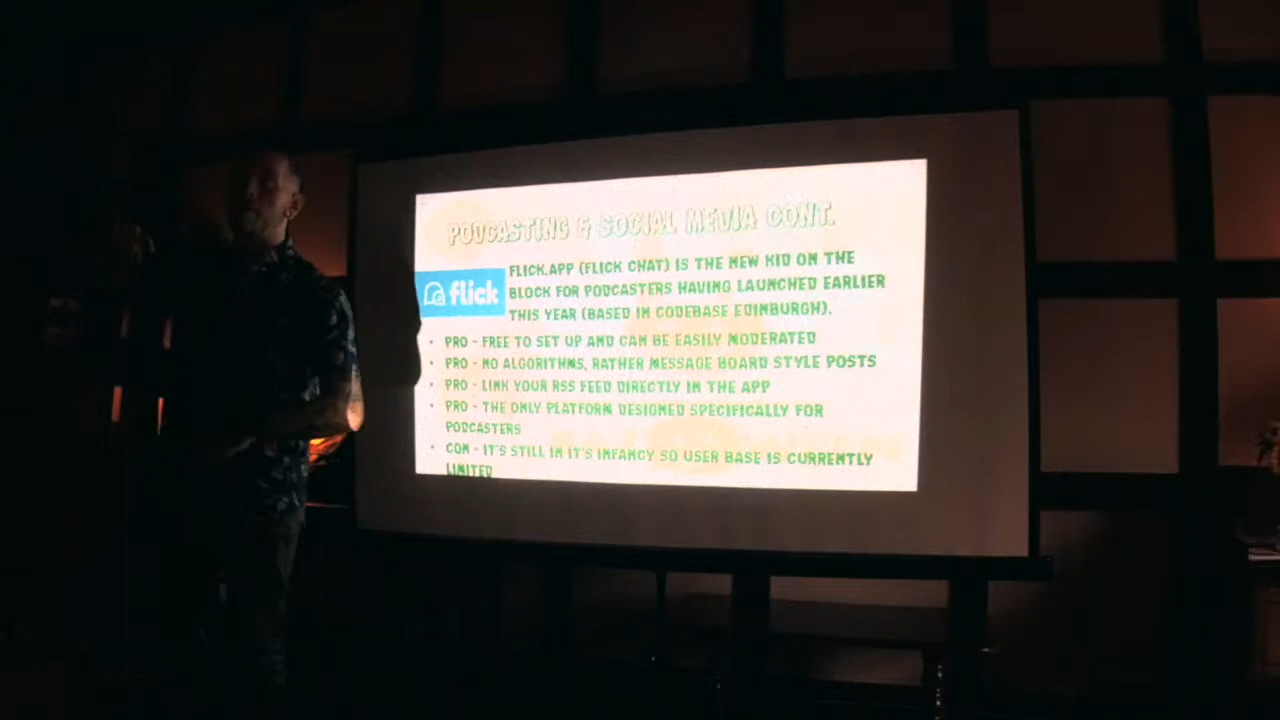 PODCASTING & SOCIAL MEDIA CONT.
flick
FLICK.APP (FLICK CHAT) IS THE NEW KID ON THE
BLOCK FOR PODCASTERS HAVING LAUNCHED EARLIER
THIS YEAR (BASED IN CODEBASE EDINBURGH).
• PRO - FREE TO SET UP AND CAN BE EASILY MODERATED
• PRO - NO ALGORITHMS, RATHER MESSAGE BOARD STYLE POSTS
• PRO - LINK YOUR RSS FEED DIRECTLY IN THE APP
• PRO - THE ONLY PLATFORM DESIGNED SPECIFICALLY FOR
PODCASTERS
• CON - IT'S STILL IN IT'S INFANCY SO USER BASE IS CURRENTLY
LIMITED